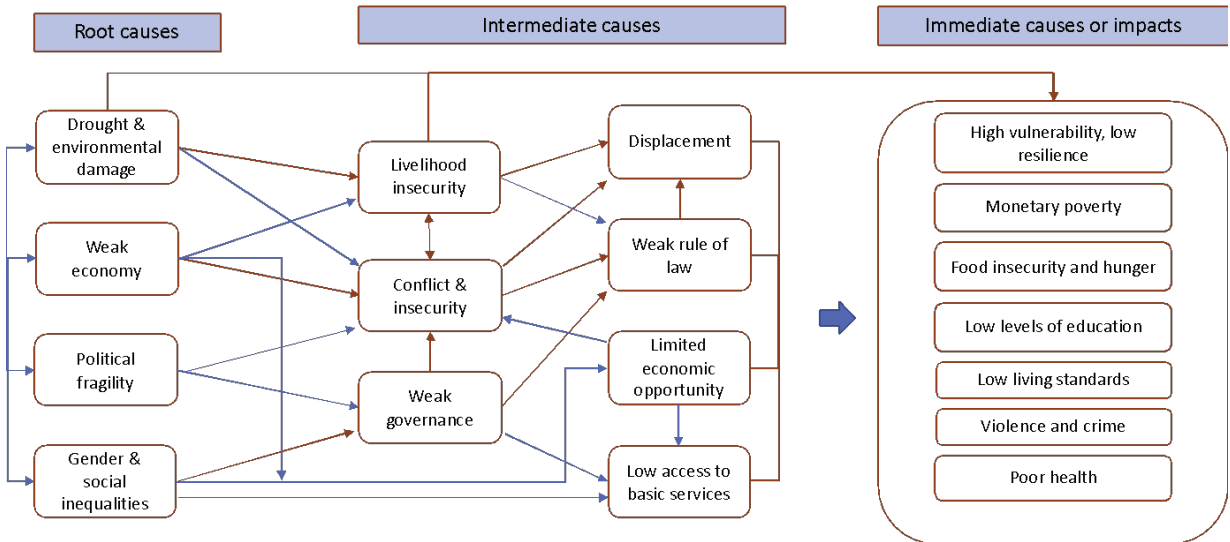 Root causes
Intermediate causes
Immediate causes or impacts
Drought &
environmental
damage
Weak
economy
Political
fragility
Gender &
social
inequalities
Livelihood
insecurity
Conflict &
insecurity
Weak
governance
Displacement
Weak rule of
law
Limited
economic
opportunity
Low access to
basic services
High vulnerability, low
resilience
Monetary poverty
Food insecurity and hunger
Low levels of education
Low living standards
Violence and crime
Poor health